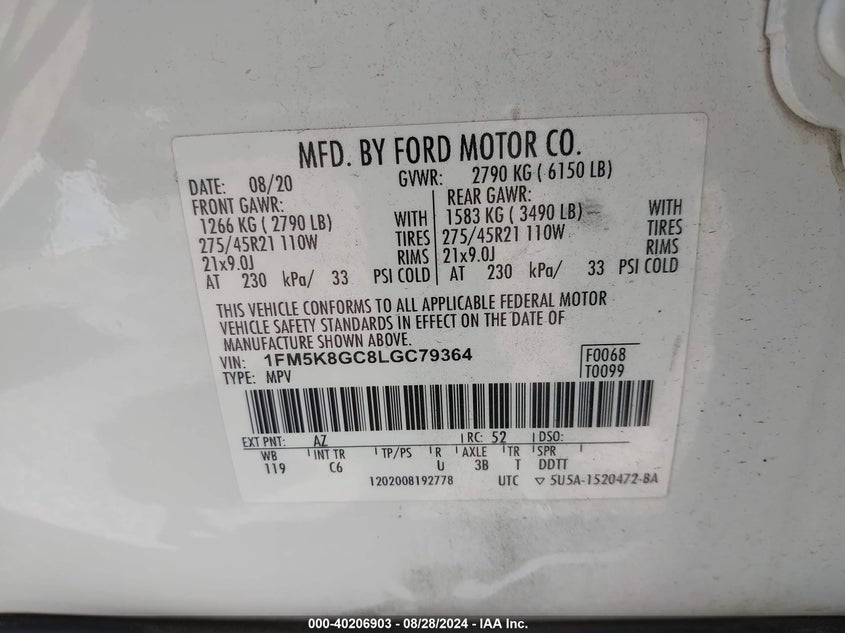 MFD. BY FORD MOTOR CO.
DATE: 08/20 GVWR: 2790 KG ( 6150 LB)
FRONT GAWR: REAR GAWR:
1266 KG ( 2790 LB) WITH 1583 KG ( 3490 LB) WITH
275/45R21 110W TIRES 275/45R21 110W TIRES
21x9.0J RIMS 21x9.0J RIMS
AT 230 kPa/ 33 PSI COLD AT 230 kPa/ 33 PSI COLD
THIS VEHICLE CONFORMS TO ALL APPLICABLE FEDERAL MOTOR
VEHICLE SAFETY STANDARDS IN EFFECT ON THE DATE OF
MANUFACTURE SHOWN ABOVE.
VIN: 1FM5K8GC8LGC79364 F0068
TYPE: MPV T0099
EXT PNT: AZ RC: 52 DSO:
WB INT TR TP/PS R AXLE TR SPR
119 C6 U 3B T DDTT
1202008192778 UTC ▽ 5U5A-1520472-BA
000-40206903 / 08/28/2024 - IAA Inc.